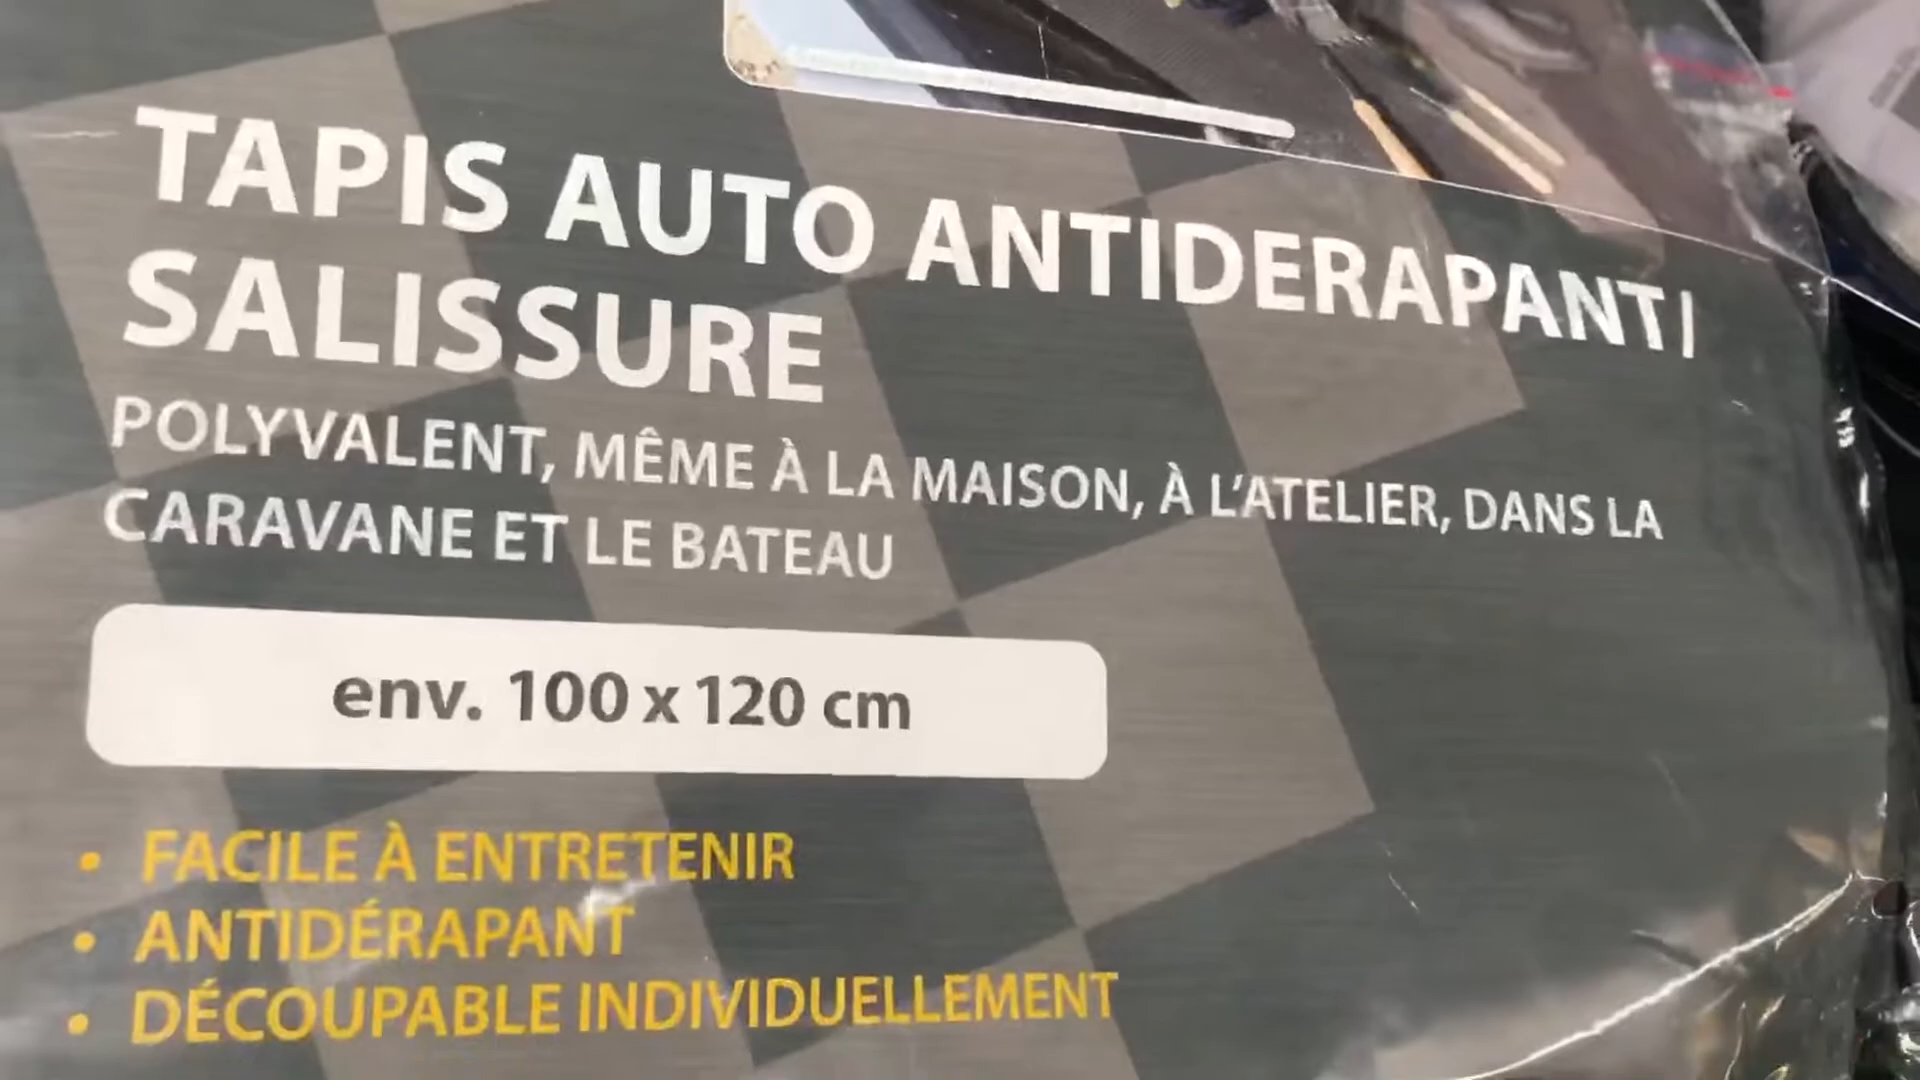 TAPIS AUTO ANTIDERAPANT |
SALISSURE
POLYVALENT, MÊME À LA MAISON, À L'ATELIER, DANS LA
CARAVANE ET LE BATEAU
env. 100 x 120 cm
• FACILE À ENTRETENIR
• ANTIDÉRAPANT
• DÉCOUPABLE INDIVIDUELLEMENT